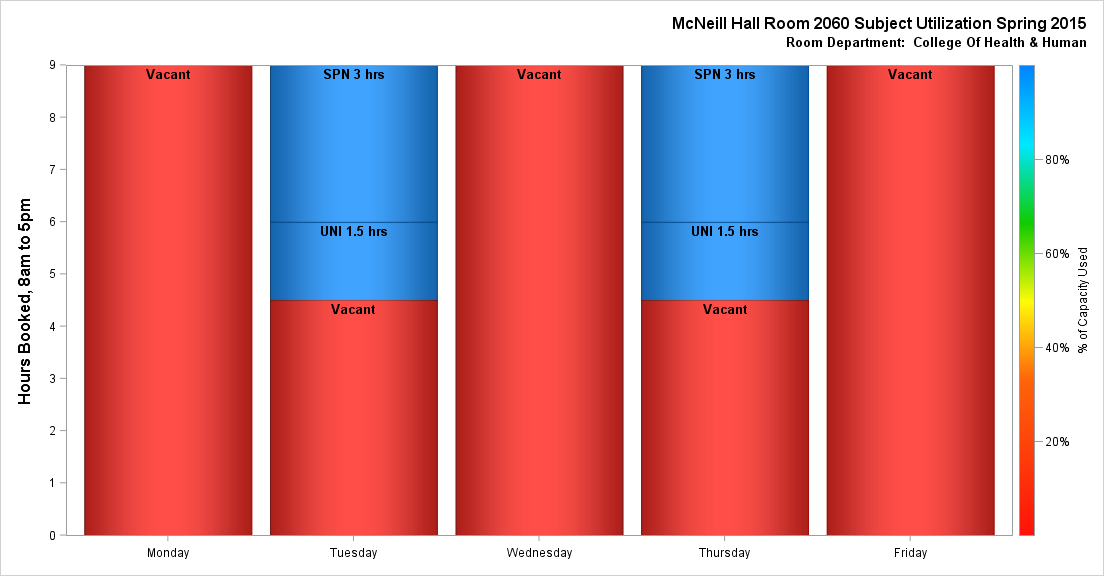 McNeill Hall Room 2060 Subject Utilization Spring 2015
Room Department:  College Of Health & Human
Hours Booked, 8am to 5pm
9
8
7
6
5
4
3
2
1
0
Vacant
SPN 3 hrs
UNI 1.5 hrs
Vacant
Vacant
SPN 3 hrs
UNI 1.5 hrs
Vacant
Vacant
Monday
Tuesday
Wednesday
Thursday
Friday
80%
60%
40%
20%
% of Capacity Used